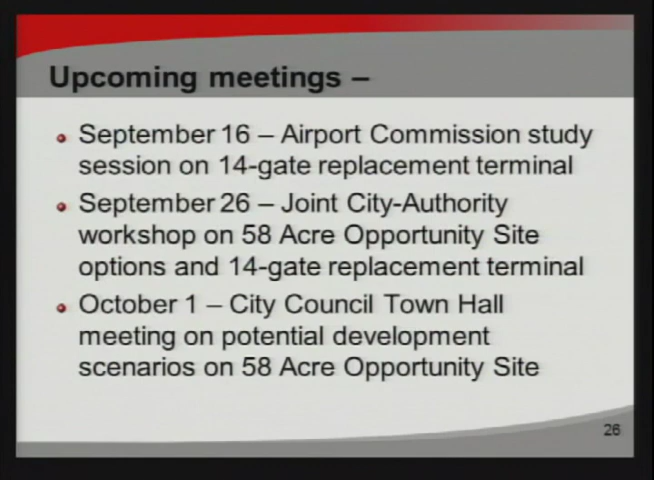 Upcoming meetings –
September 16 – Airport Commission study
session on 14-gate replacement terminal
September 26 – Joint City-Authority
workshop on 58 Acre Opportunity Site
options and 14-gate replacement terminal
October 1 – City Council Town Hall
meeting on potential development
scenarios on 58 Acre Opportunity Site
26